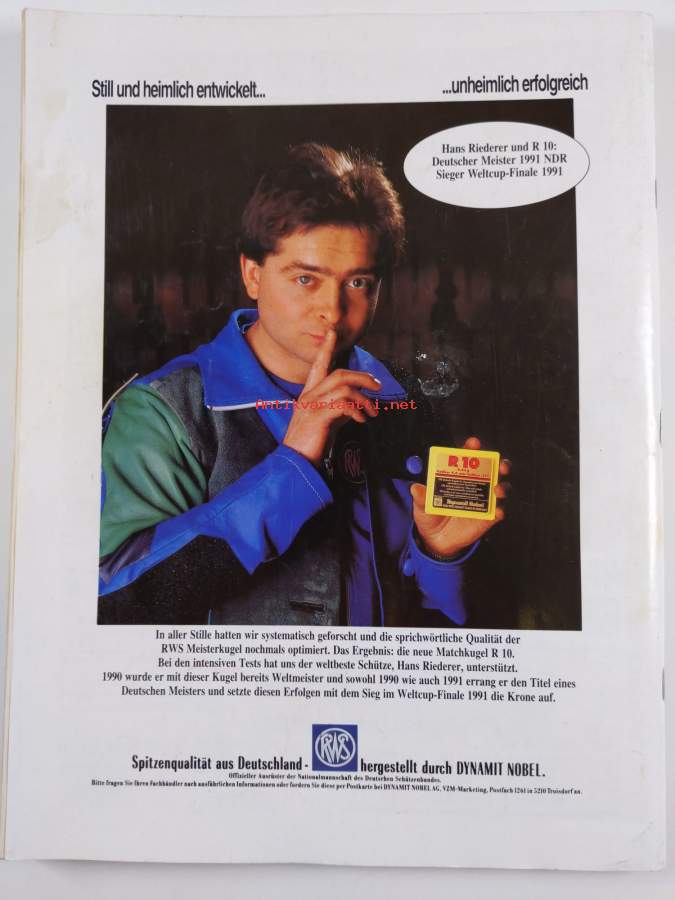 Still und heimlich entwickelt... ...unheimlich erfolgreich
Hans Riederer und R 10:
Deutscher Meister 1991 NDR
Sieger Weltcup-Finale 1991
Antikvariaatti.net
RWS
R 10
Dynamit Nobel
In aller Stille hatten wir systematisch geforscht und die sprichwörtliche Qualität der
RWS Meisterkugel nochmals optimiert. Das Ergebnis: die neue Matchkugel R 10.
Bei den intensiven Tests hat uns der weltbeste Schütze, Hans Riederer, unterstützt.
1990 wurde er mit dieser Kugel bereits Weltmeister und sowohl 1990 wie auch 1991 errang er den Titel eines
Deutschen Meisters und setzte diesen Erfolgen mit dem Sieg im Weltcup-Finale 1991 die Krone auf.
Spitzenqualität aus Deutschland - RWS hergestellt durch DYNAMIT NOBEL.
Offizieller Ausrüster der Nationalmannschaft des Deutschen Schützenbundes.
Bitte fragen Sie Ihren Fachhändler nach ausführlichen Informationen oder fordern Sie diese per Postkarte bei DYNAMIT NOBEL AG, VZM-Marketing, Postfach 1261 in 5210 Troisdorf an.